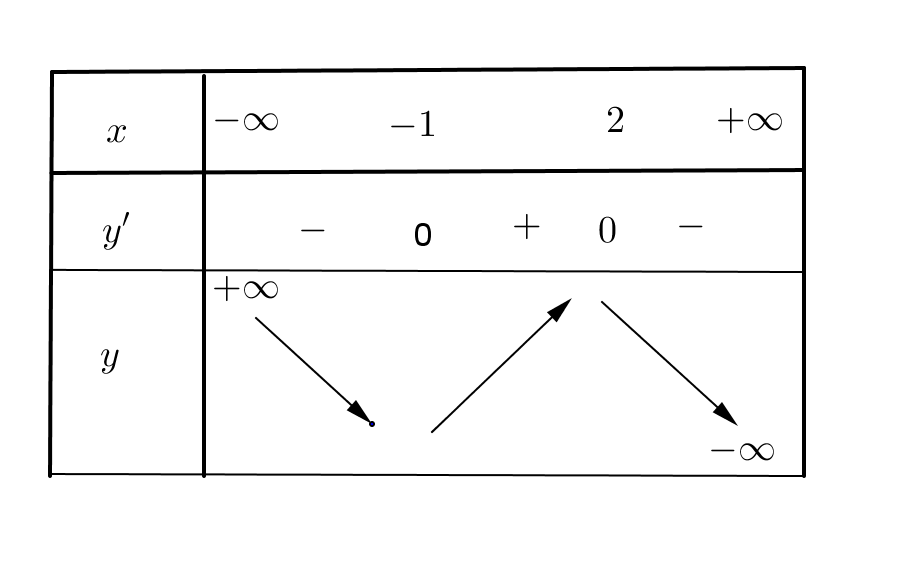 x −∞ −1 2 +∞
y′ − 0 + 0 −
+∞
y
−∞